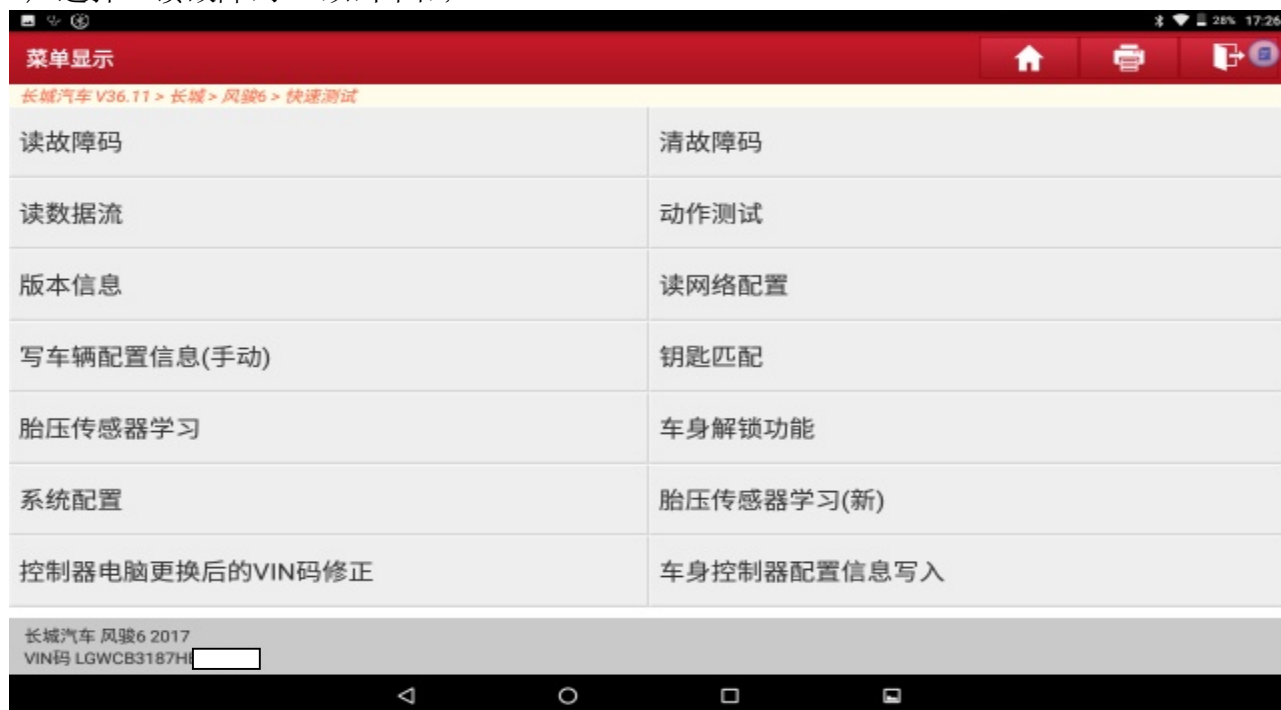 28% 17:26
菜单显示
长城汽车 V36.11 > 长城 > 风骏6 > 快速测试
读故障码 清故障码
读数据流 动作测试
版本信息 读网络配置
写车辆配置信息(手动) 钥匙匹配
胎压传感器学习 车身解锁功能
系统配置 胎压传感器学习(新)
控制器电脑更换后的VIN码修正 车身控制器配置信息写入
长城汽车 风骏6 2017
VIN码 LGWCB3187H